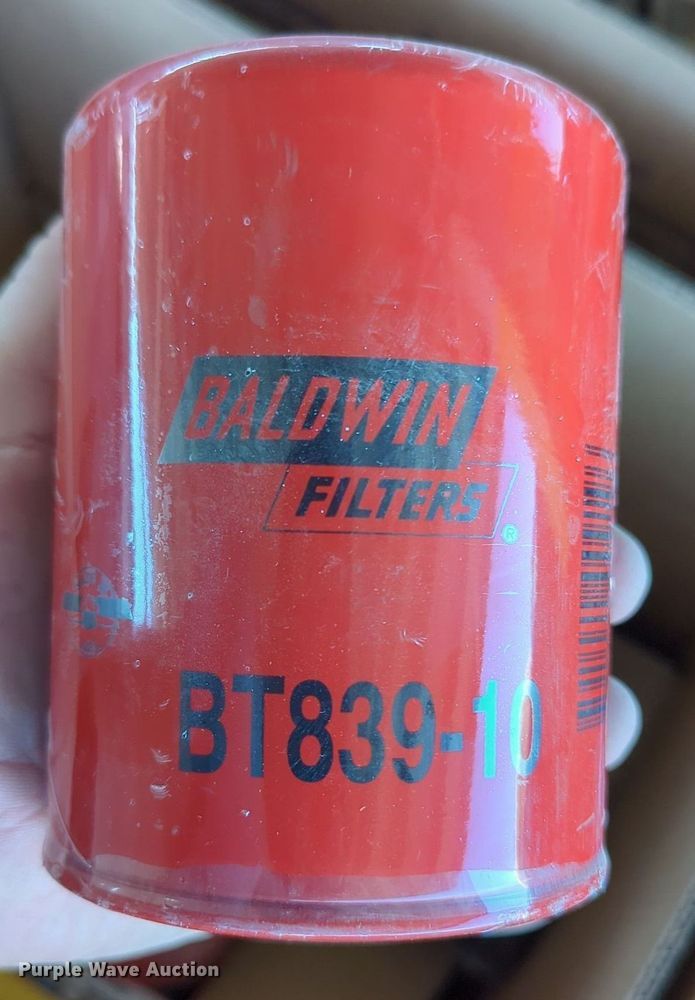 BALDWIN
FILTERS®
BT839-10
Purple Wave Auction